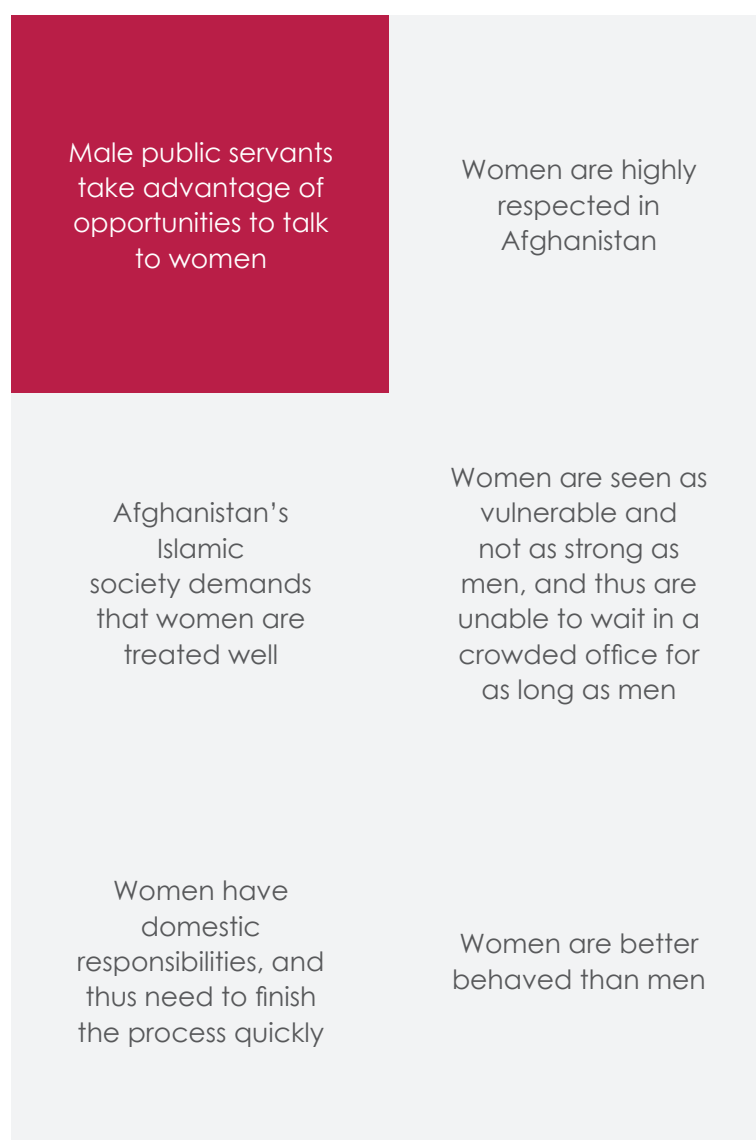 Male public servants
take advantage of
opportunities to talk
to women
Women are highly
respected in
Afghanistan
Afghanistan’s
Islamic
society demands
that women are
treated well
Women are seen as
vulnerable and
not as strong as
men, and thus are
unable to wait in a
crowded office for
as long as men
Women have
domestic
responsibilities, and
thus need to finish
the process quickly
Women are better
behaved than men